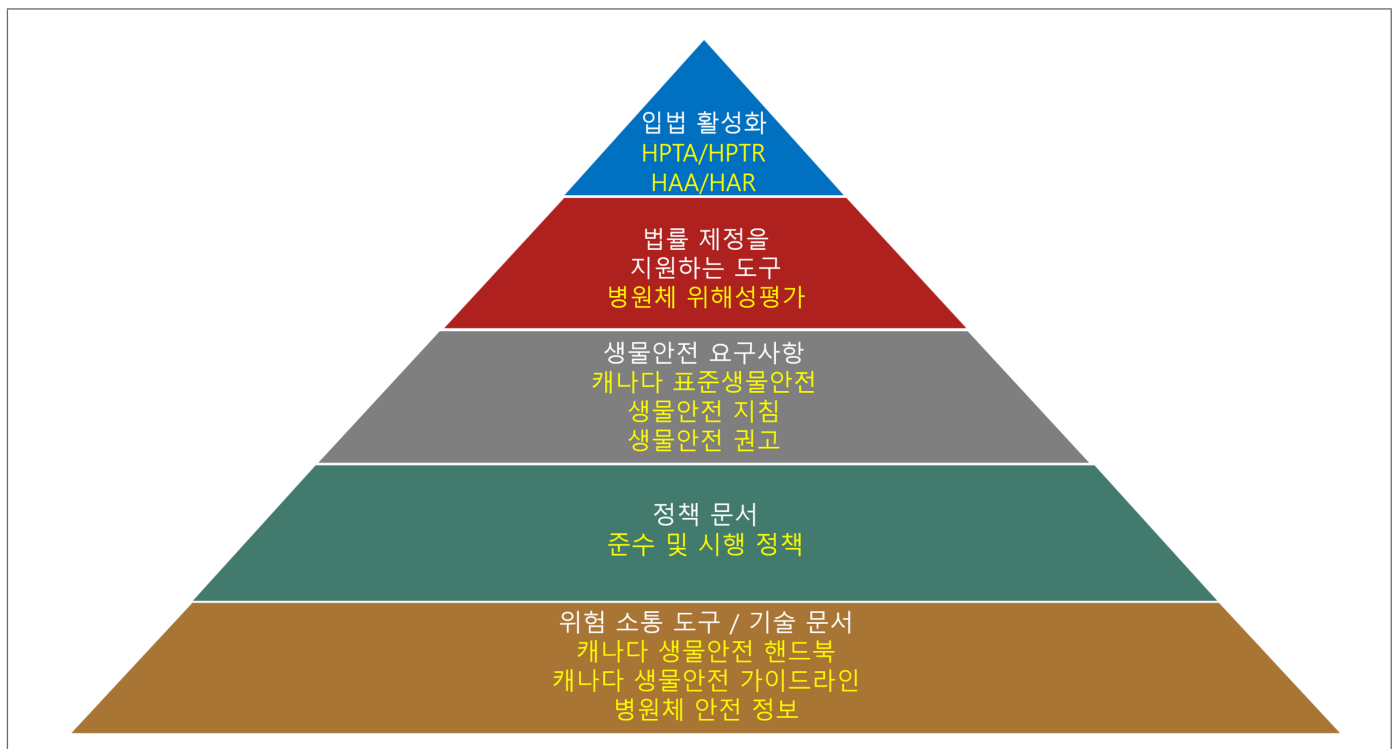 입법 활성화
HPTA/HPTR
HAA/HAR
법률 제정을
지원하는 도구
병원체 위해성평가
생물안전 요구사항
캐나다 표준생물안전
생물안전 지침
생물안전 권고
정책 문서
준수 및 시행 정책
위험 소통 도구 / 기술 문서
캐나다 생물안전 핸드북
캐나다 생물안전 가이드라인
병원체 안전 정보